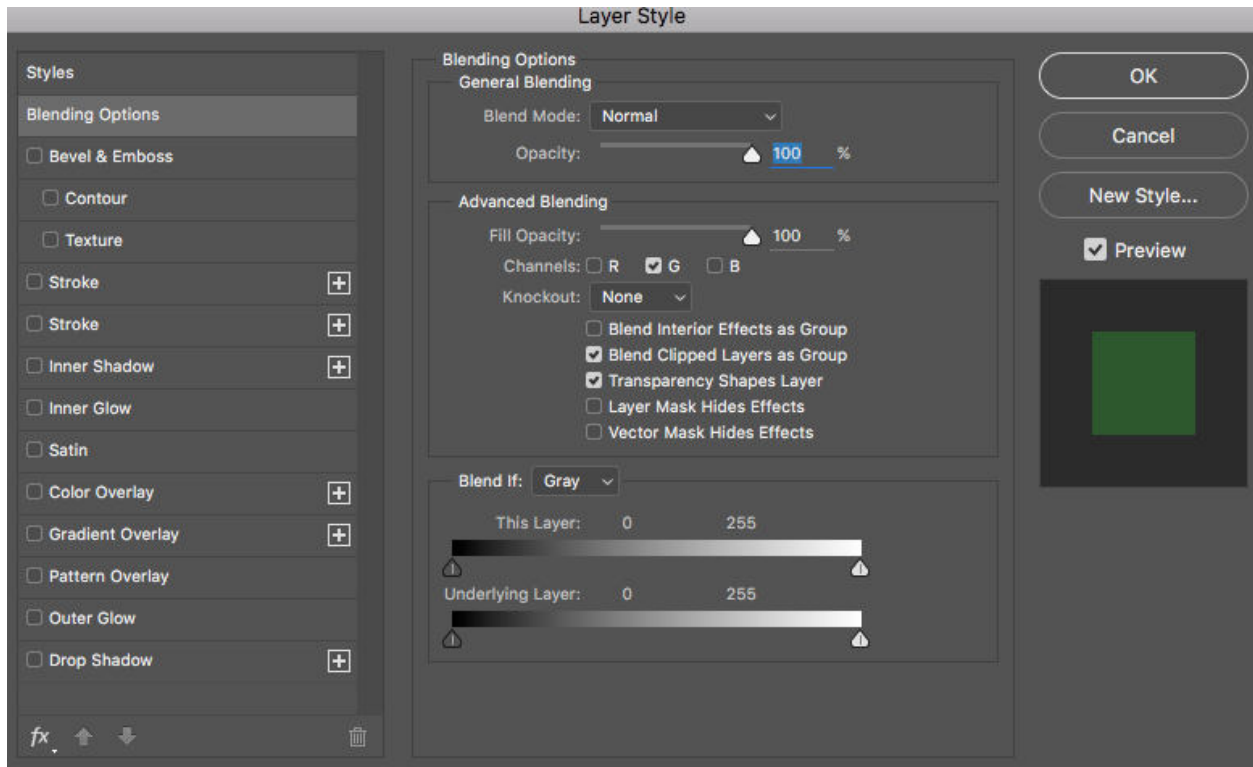 Layer Style
Styles
Blending Options
Bevel & Emboss
Contour
Texture
Stroke
Stroke
Inner Shadow
Inner Glow
Satin
Color Overlay
Gradient Overlay
Pattern Overlay
Outer Glow
Drop Shadow
fx
Blending Options
General Blending
Blend Mode: Normal
Opacity: 100 %
Advanced Blending
Fill Opacity: 100 %
Channels: R G B
Knockout: None
Blend Interior Effects as Group
Blend Clipped Layers as Group
Transparency Shapes Layer
Layer Mask Hides Effects
Vector Mask Hides Effects
Blend If: Gray
This Layer: 0 255
Underlying Layer: 0 255
OK
Cancel
New Style...
Preview